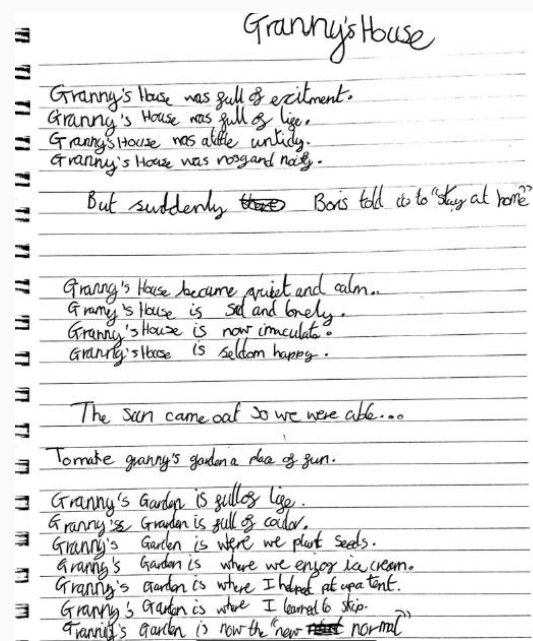 Granny's House
Granny's House was full of excitment.
Granny's House was full of life.
Granny's House was a little untidy.
Granny's House was and noisy.
But suddenly Boris told us to "stay at home"
Granny's House became quiet and calm..
Granny's House is sad and lonely.
Granny's House is now imaculate.
Granny's House is seldom happy.
The sun came out so we were able...
To make granny's garden a place of fun.
Granny's Garden is full of life.
Granny's Grarden is full of color.
Granny's Garden is were we plant seeds.
Granny's Garden is where we enjoy ice cream.
Granny's Garden is where I helped put up a tent.
Granny's Garden is where I learned to skip.
Granny's Garden is now the "new normal"